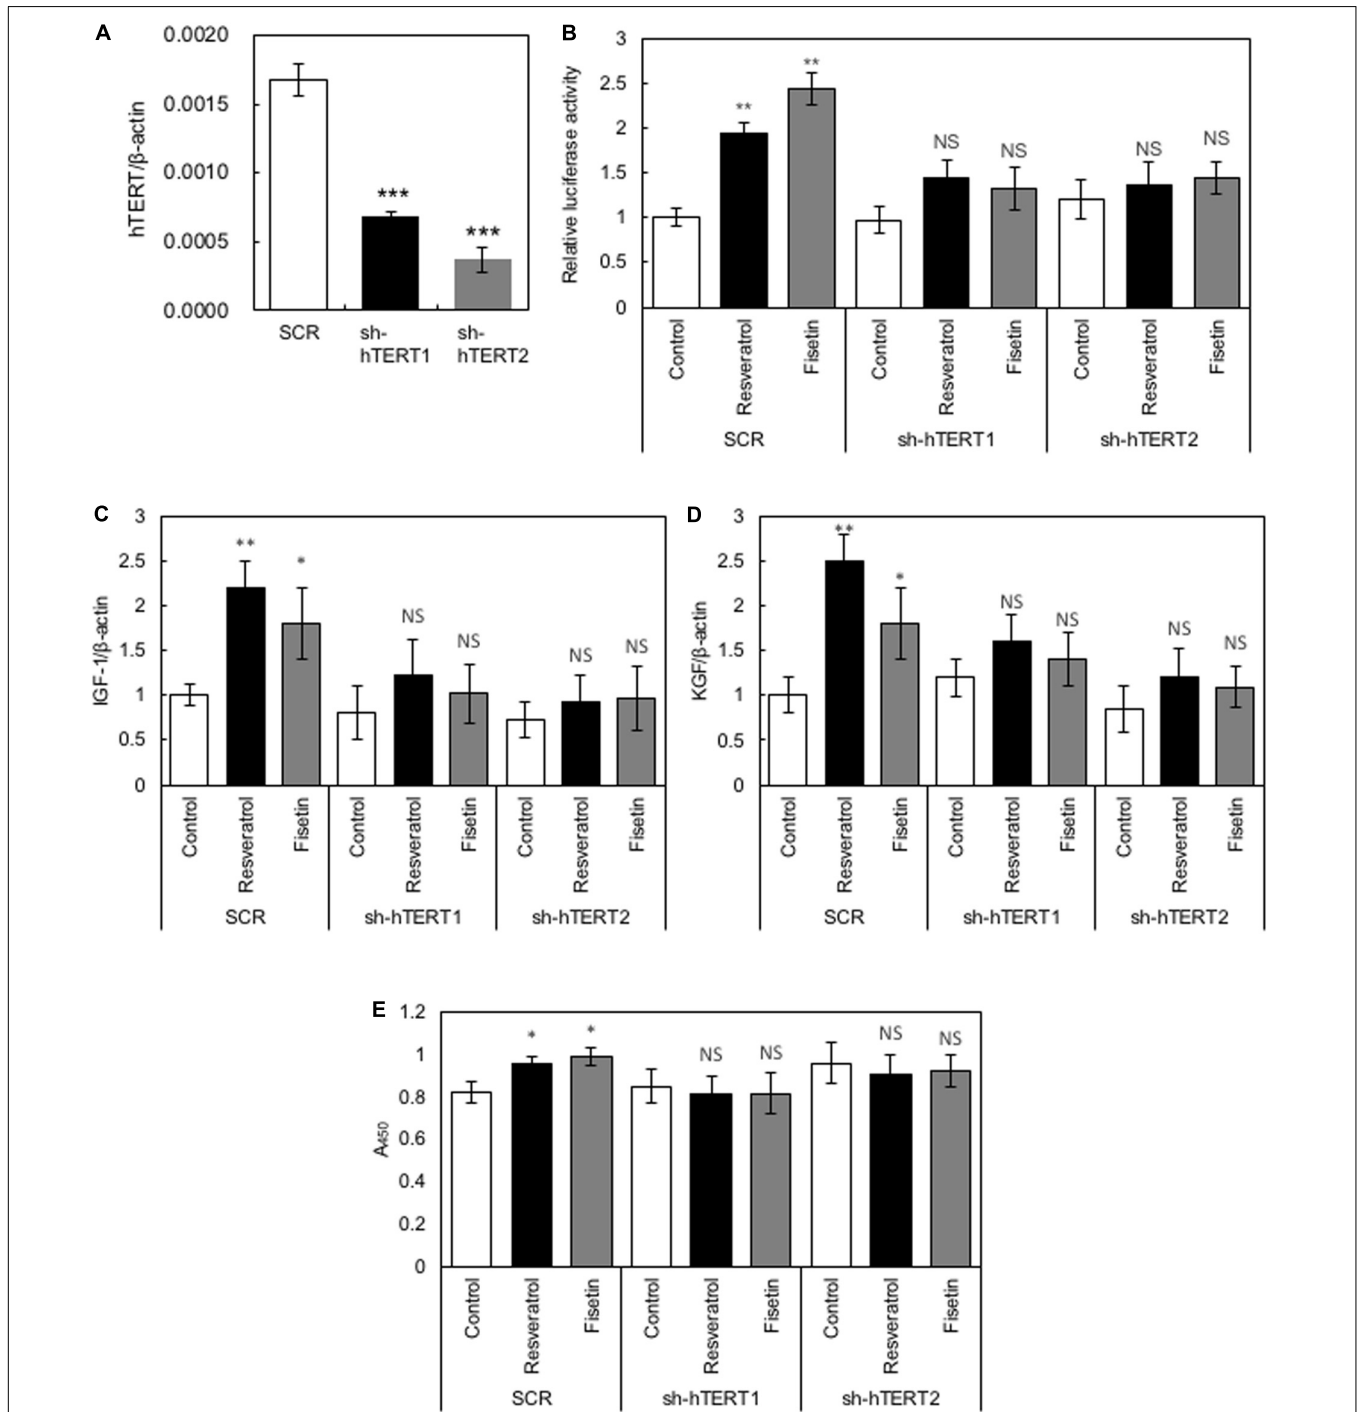 A
hTERT/β-actin
0.0020
0.0015
0.0010
0.0005
0.0000
***
***
SCR
sh-hTERT1
sh-hTERT2
B
Relative luciferase activity
3
2.5
2
1.5
1
0.5
0
**
**
NS
NS
NS
NS
Control
Resveratrol
Fisetin
Control
Resveratrol
Fisetin
Control
Resveratrol
Fisetin
SCR
sh-hTERT1
sh-hTERT2
C
IGF-1/β-actin
3
2.5
2
1.5
1
0.5
0
**
*
NS
NS
NS
NS
Control
Resveratrol
Fisetin
Control
Resveratrol
Fisetin
Control
Resveratrol
Fisetin
SCR
sh-hTERT1
sh-hTERT2
D
KGF/β-actin
3
2.5
2
1.5
1
0.5
0
**
*
NS
NS
NS
NS
Control
Resveratrol
Fisetin
Control
Resveratrol
Fisetin
Control
Resveratrol
Fisetin
SCR
sh-hTERT1
sh-hTERT2
E
A450
1.2
1
0.8
0.6
0.4
0.2
0
*
*
NS
NS
NS
NS
Control
Resveratrol
Fisetin
Control
Resveratrol
Fisetin
Control
Resveratrol
Fisetin
SCR
sh-hTERT1
sh-hTERT2